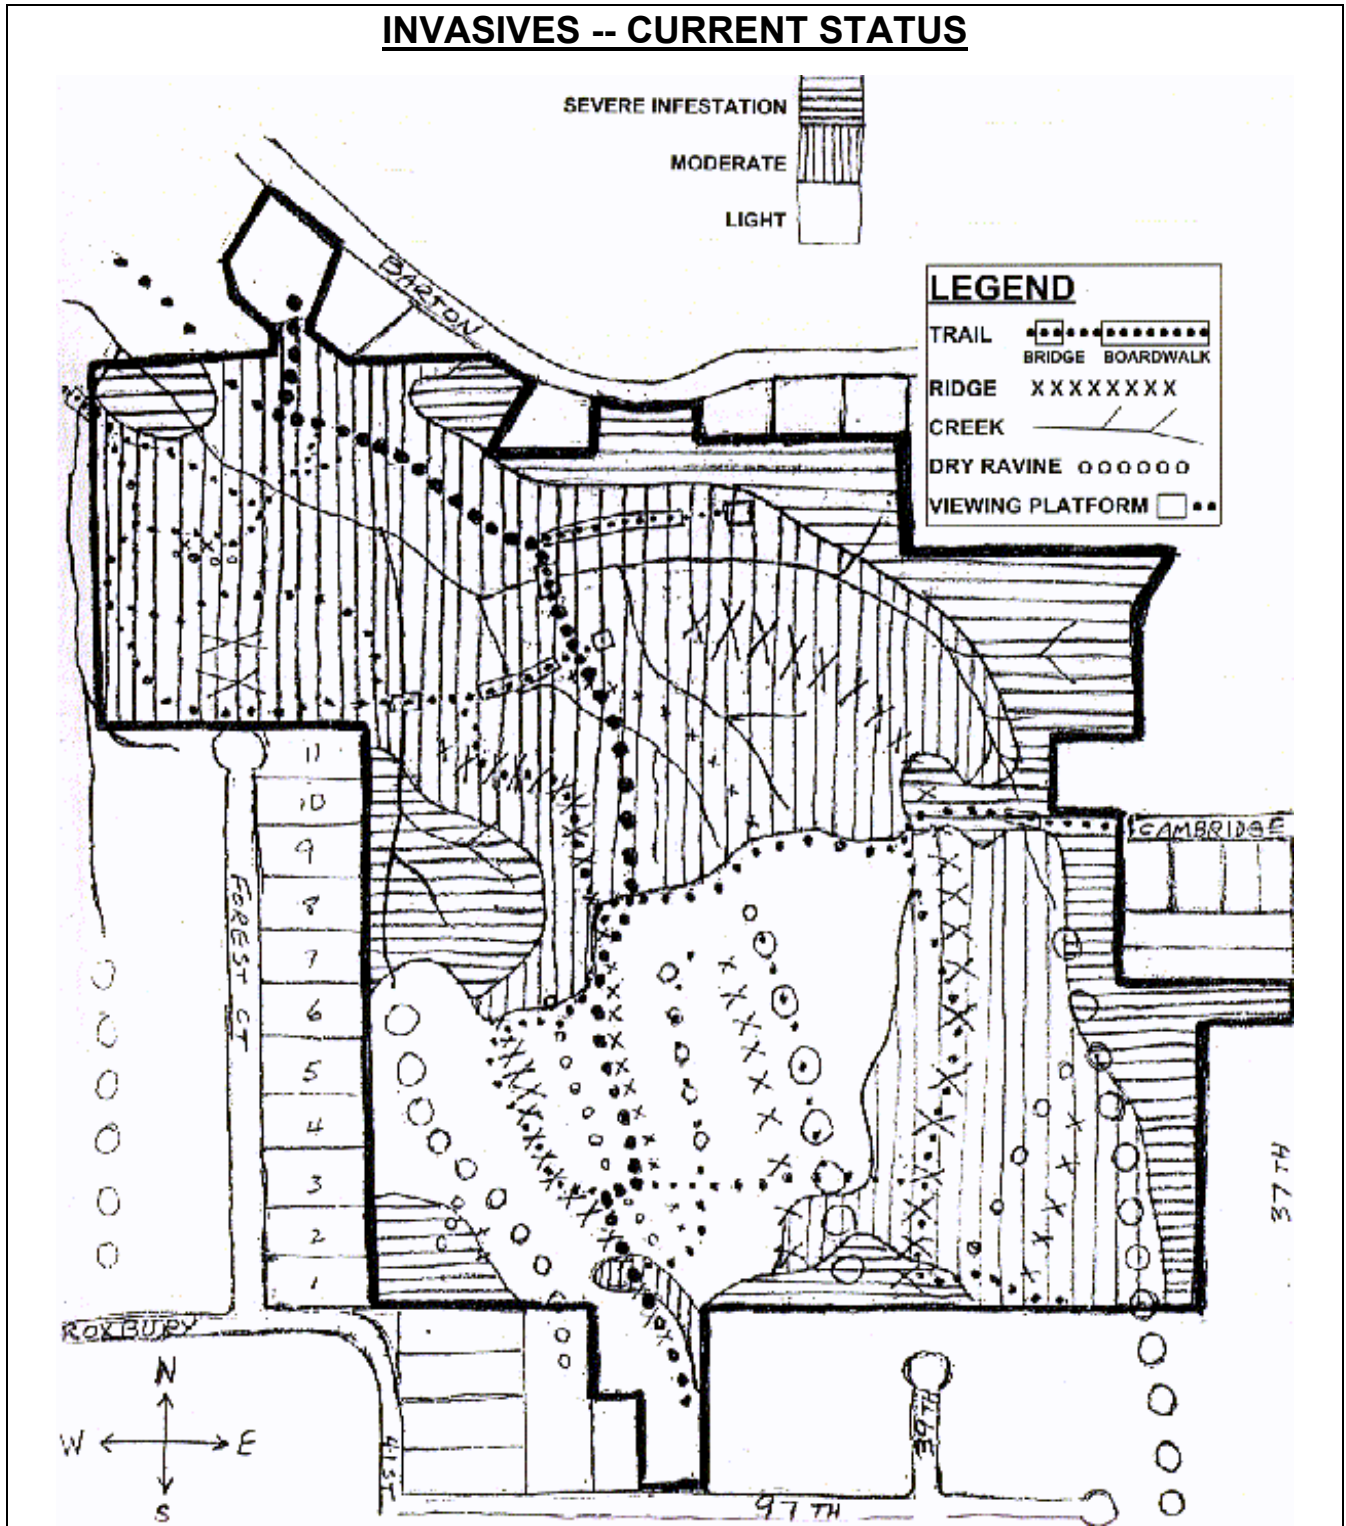 INVASIVES -- CURRENT STATUS
SEVERE INFESTATION
MODERATE
LIGHT
BARTON
LEGEND
TRAIL
BRIDGE BOARDWALK
RIDGE XXXXXXXX
CREEK
DRY RAVINE
VIEWING PLATFORM
11
10
9
8
7
6
5
4
3
2
1
FOREST CT
CAMBRIDGE
37TH
ROXBURY
N
W E
S
41ST
39TH
97TH